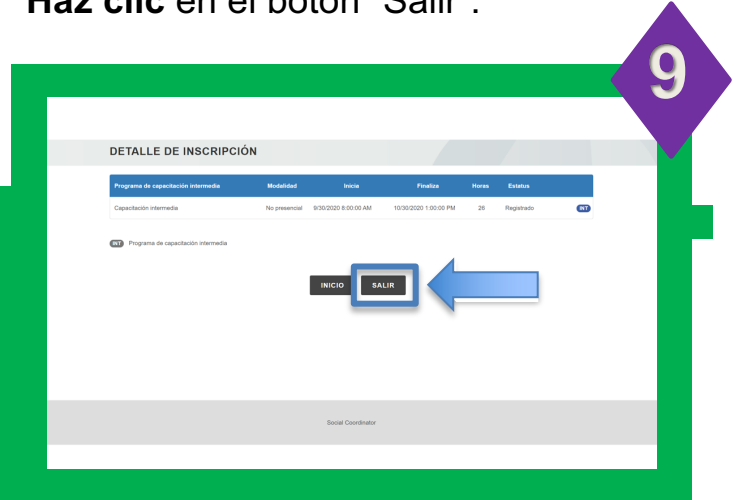 Haz clic en el botón "Salir".
9
DETALLE DE INSCRIPCIÓN
Programa de capacitación intermedia Modalidad Inicia Finaliza Horas Estatus
Capacitación intermedia No presencial 9/30/2020 8:00:00 AM 10/30/2020 1:00:00 PM 26 Registrado INT
INT Programa de capacitación intermedia
INICIO SALIR
Social Coordinator